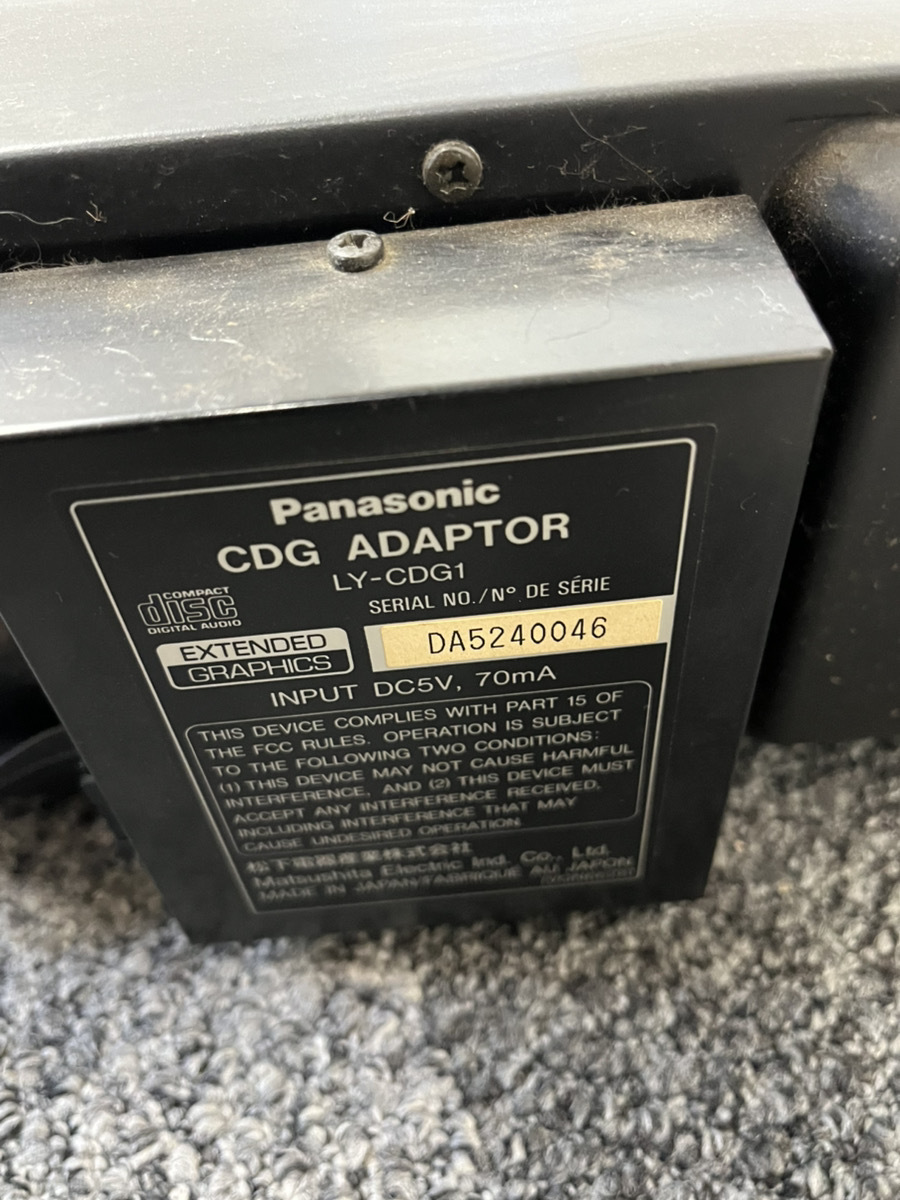 Panasonic
CDG ADAPTOR
LY-CDG1
COMPACT
disc
DIGITAL AUDIO
SERIAL NO./Nº DE SÉRIE
DA5240046
EXTENDED
GRAPHICS
INPUT DC5V, 70mA
THIS DEVICE COMPLIES WITH PART 15 OF
THE FCC RULES. OPERATION IS SUBJECT
TO THE FOLLOWING TWO CONDITIONS:
(1) THIS DEVICE MAY NOT CAUSE HARMFUL
INTERFERENCE, AND (2) THIS DEVICE MUST
ACCEPT ANY INTERFERENCE RECEIVED,
INCLUDING INTERFERENCE THAT MAY
CAUSE UNDESIRED OPERATION.
松下電器産業株式会社
Matsushita Electric Ind. Co., Ltd.
MADE IN JAPAN/FABRIQUÉ AU JAPON